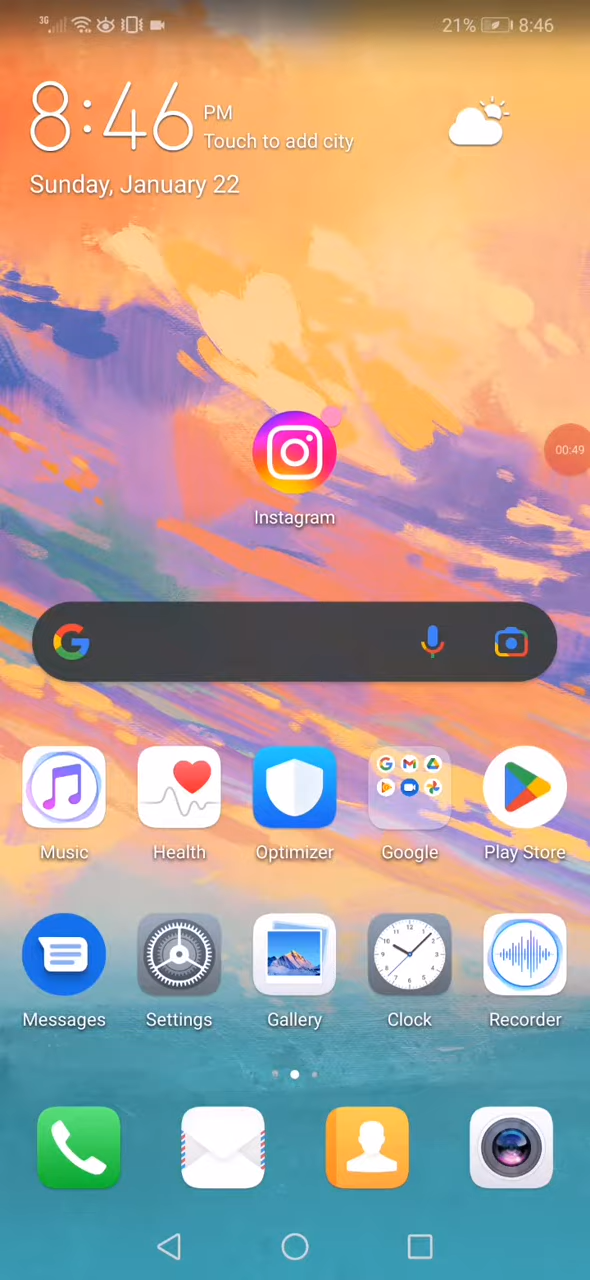 3G 21% 8:46
8:46 PM
Touch to add city
Sunday, January 22
Instagram
00:49
Music Health Optimizer Google Play Store
Messages Settings Gallery Clock Recorder